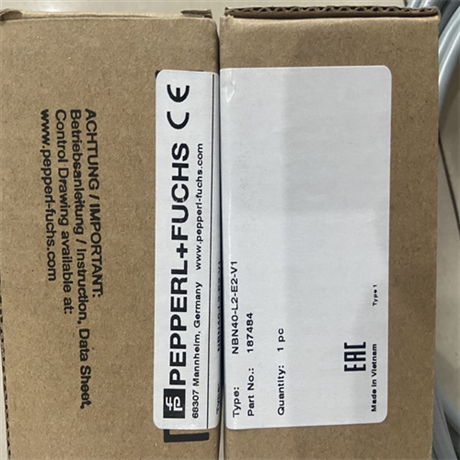 ACHTUNG / IMPORTANT:
Betriebsanleitung / Instruction, Data Sheet,
Control Drawing available at:
www.pepperl-fuchs.com
PEPPERL+FUCHS CE
68307 Mannheim, Germany www.pepperl-fuchs.com
Type: NBN40-L2-E2-V1
Part No.: 187484
Quantity: 1 pc
EAC
Made in Vietnam
Type 1